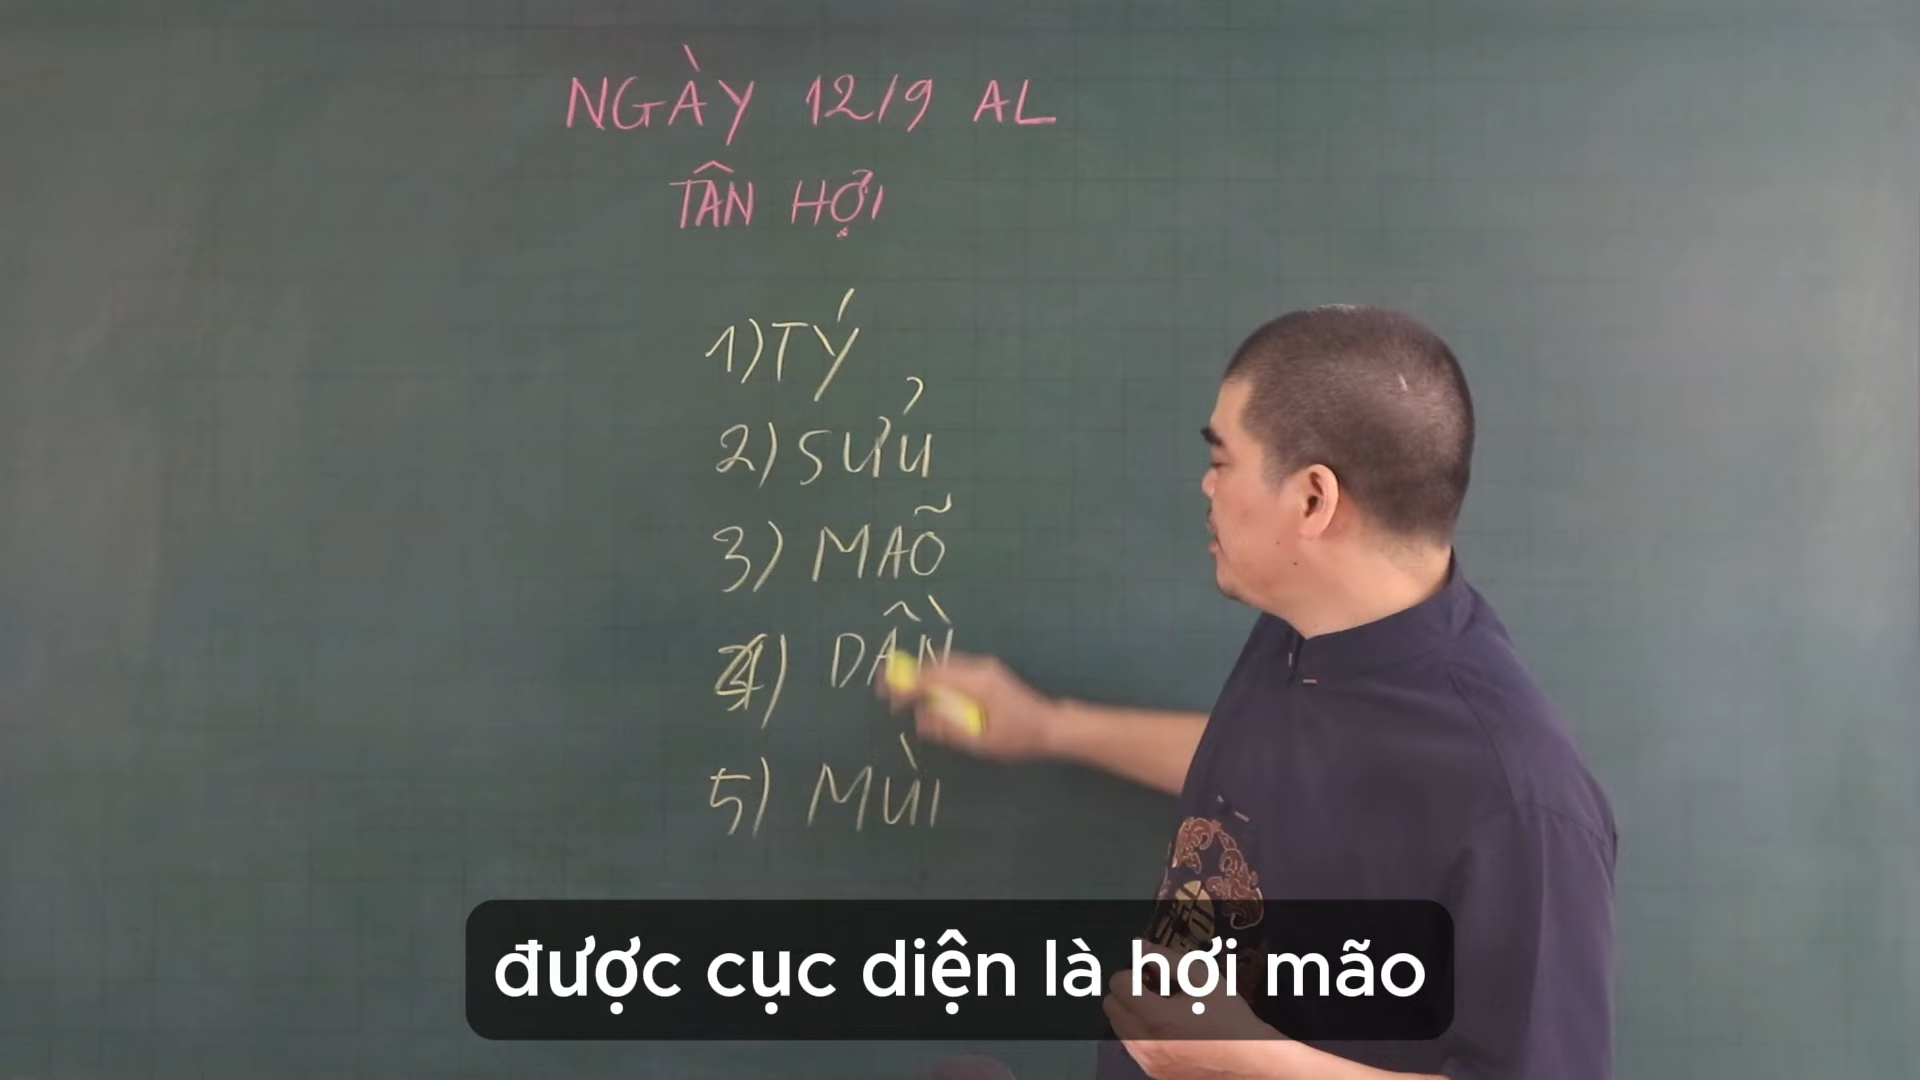 NGÀY 12/9 AL
TÂN HỢI
1) TÝ
2) SỬU
3) MÃO
4) DẦN
5) MÙI
được cục diện là hợi mão